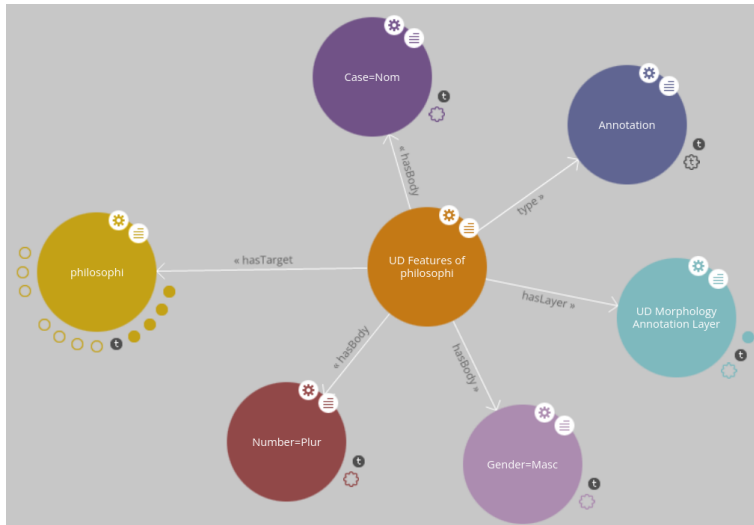 Case=Nom
t
Annotation
t
t
« hasBody
type »
philosophi
« hasTarget
UD Features of
philosophi
hasLayer »
UD Morphology
Annotation Layer
t
t
« hasBody
hasBody »
Number=Plur
t
Gender=Masc
t